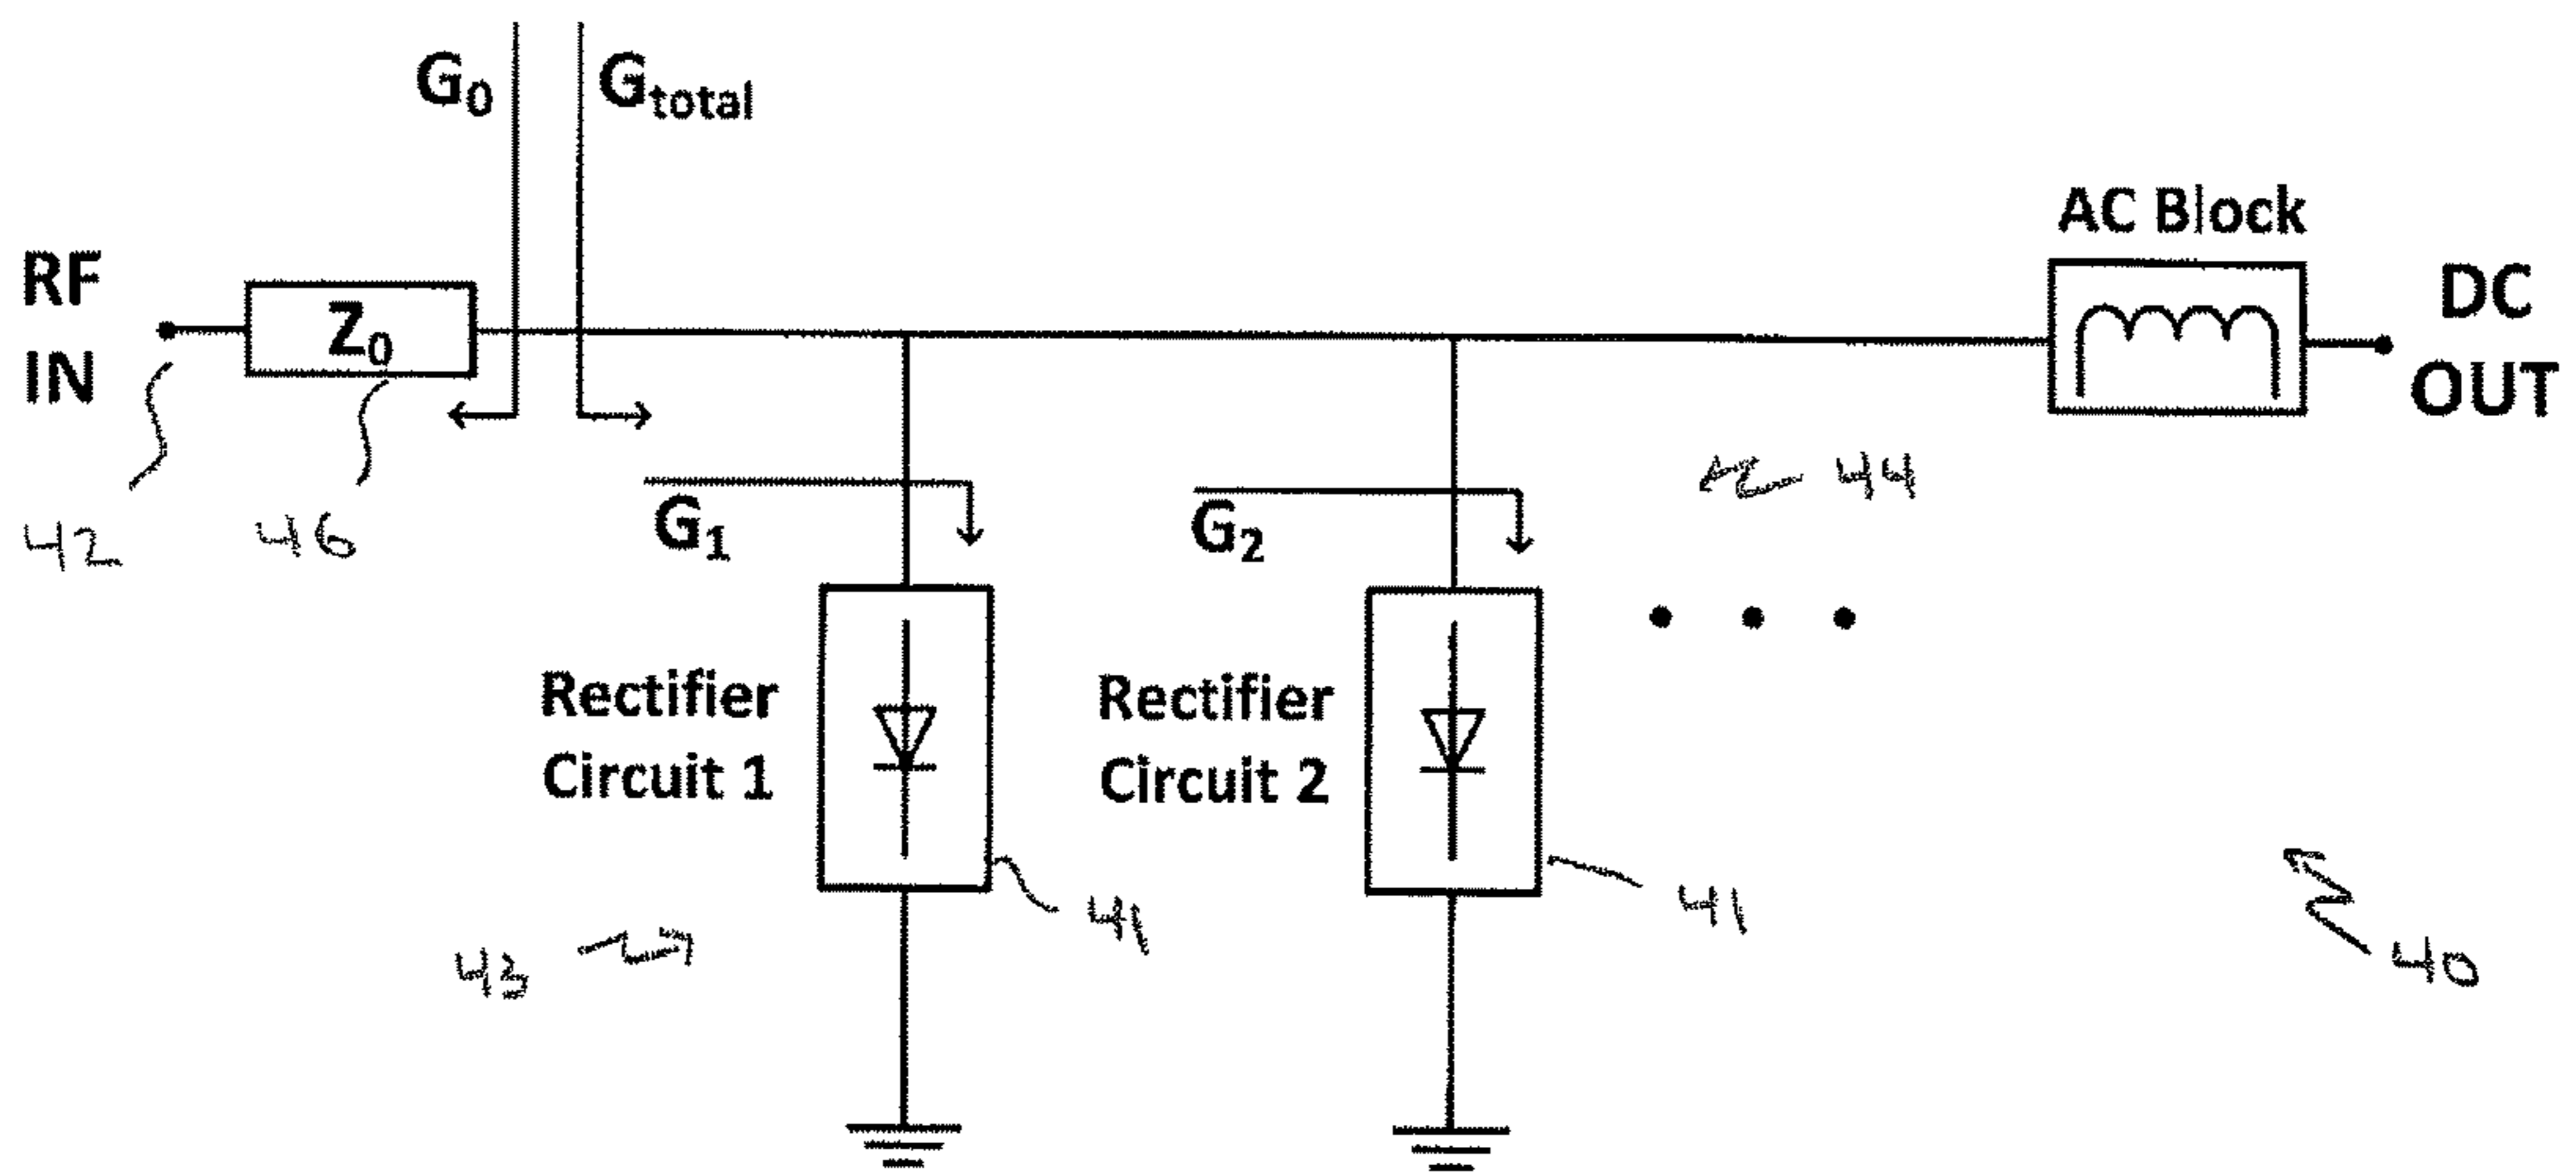 G0
Gtotal
AC Block
RF
IN
Z0
DC
OUT
42
46
G1
G2
44
Rectifier
Circuit 1
Rectifier
Circuit 2
43
41
41
40